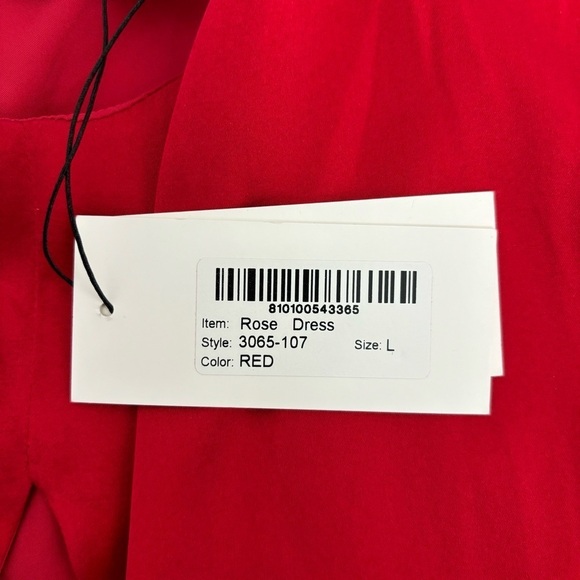 810100543365
Item: Rose Dress
Style: 3065-107 Size: L
Color: RED